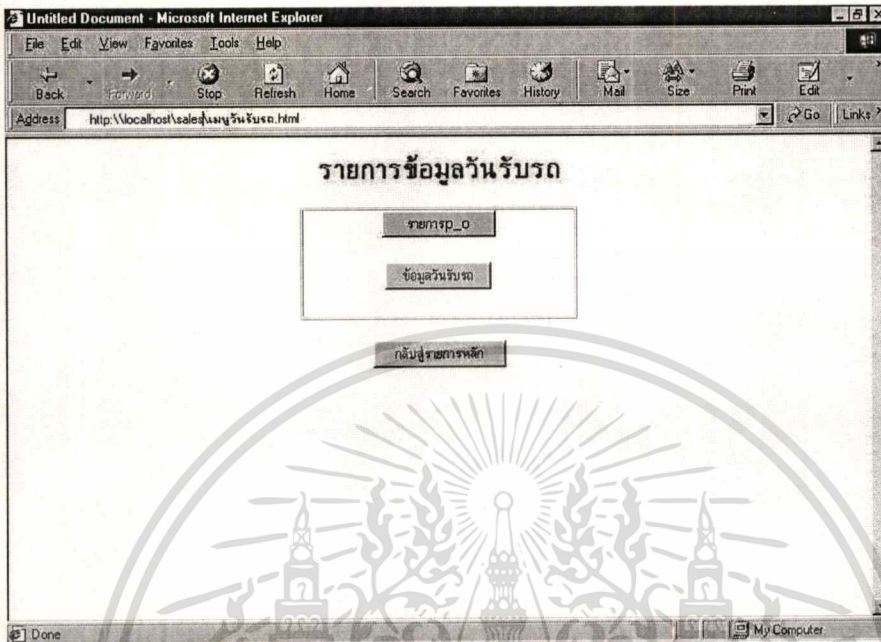 Untitled Document - Microsoft Internet Explorer
File Edit View Favorites Tools Help
Back Forward Stop Refresh Home Search Favorites History Mail Size Print Edit
Address http:\\localhost\sales\เมนูวันรับรถ.html Go Links
รายการข้อมูลวันรับรถ
รายการp_o
ข้อมูลวันรับรถ
กลับสู่รายการหลัก
Done My Computer